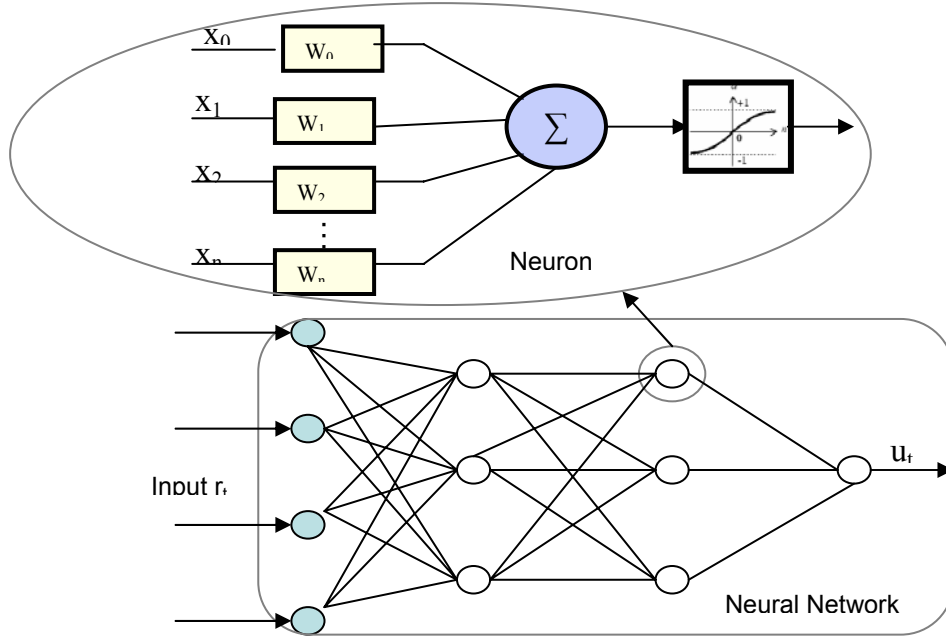 x₀
W₀
x₁
W₁
x₂
W₂
⋮
xₙ
Wₙ
Σ
+1
0
-1
Neuron
Input rₜ
uₜ
Neural Network